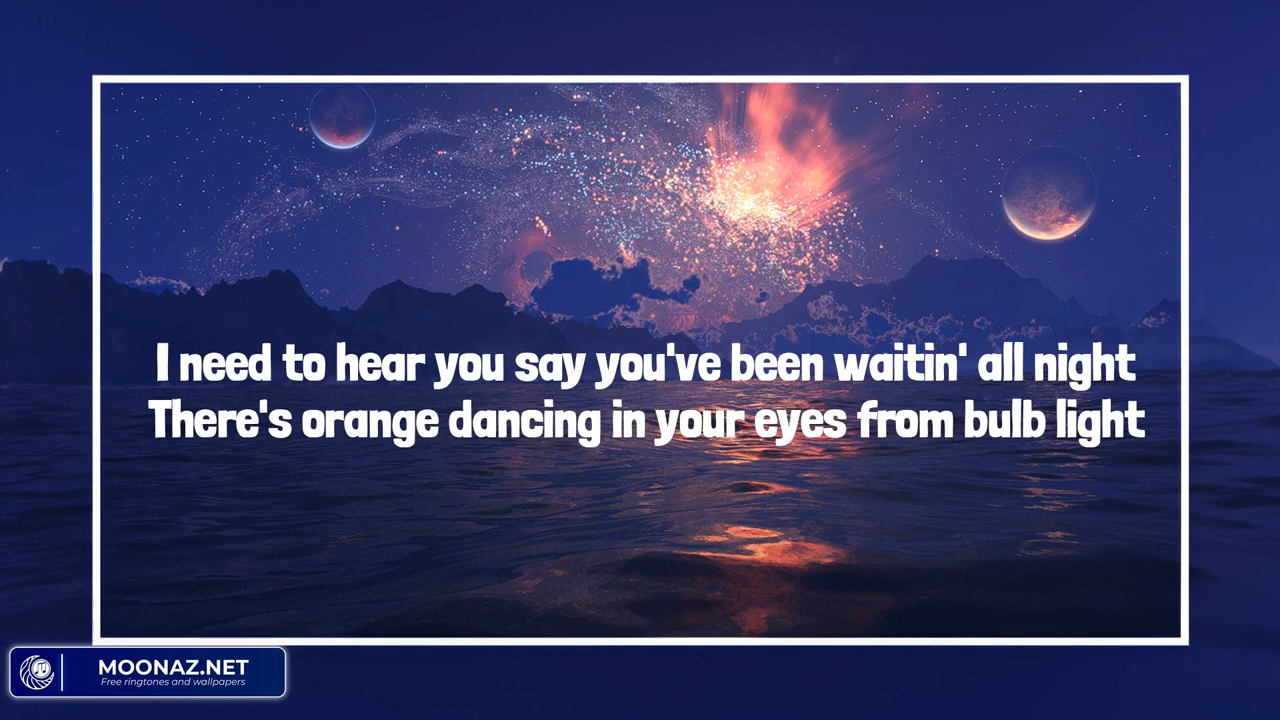 I need to hear you say you've been waitin' all night
There's orange dancing in your eyes from bulb light
MOONAZ.NET
Free ringtones and wallpapers